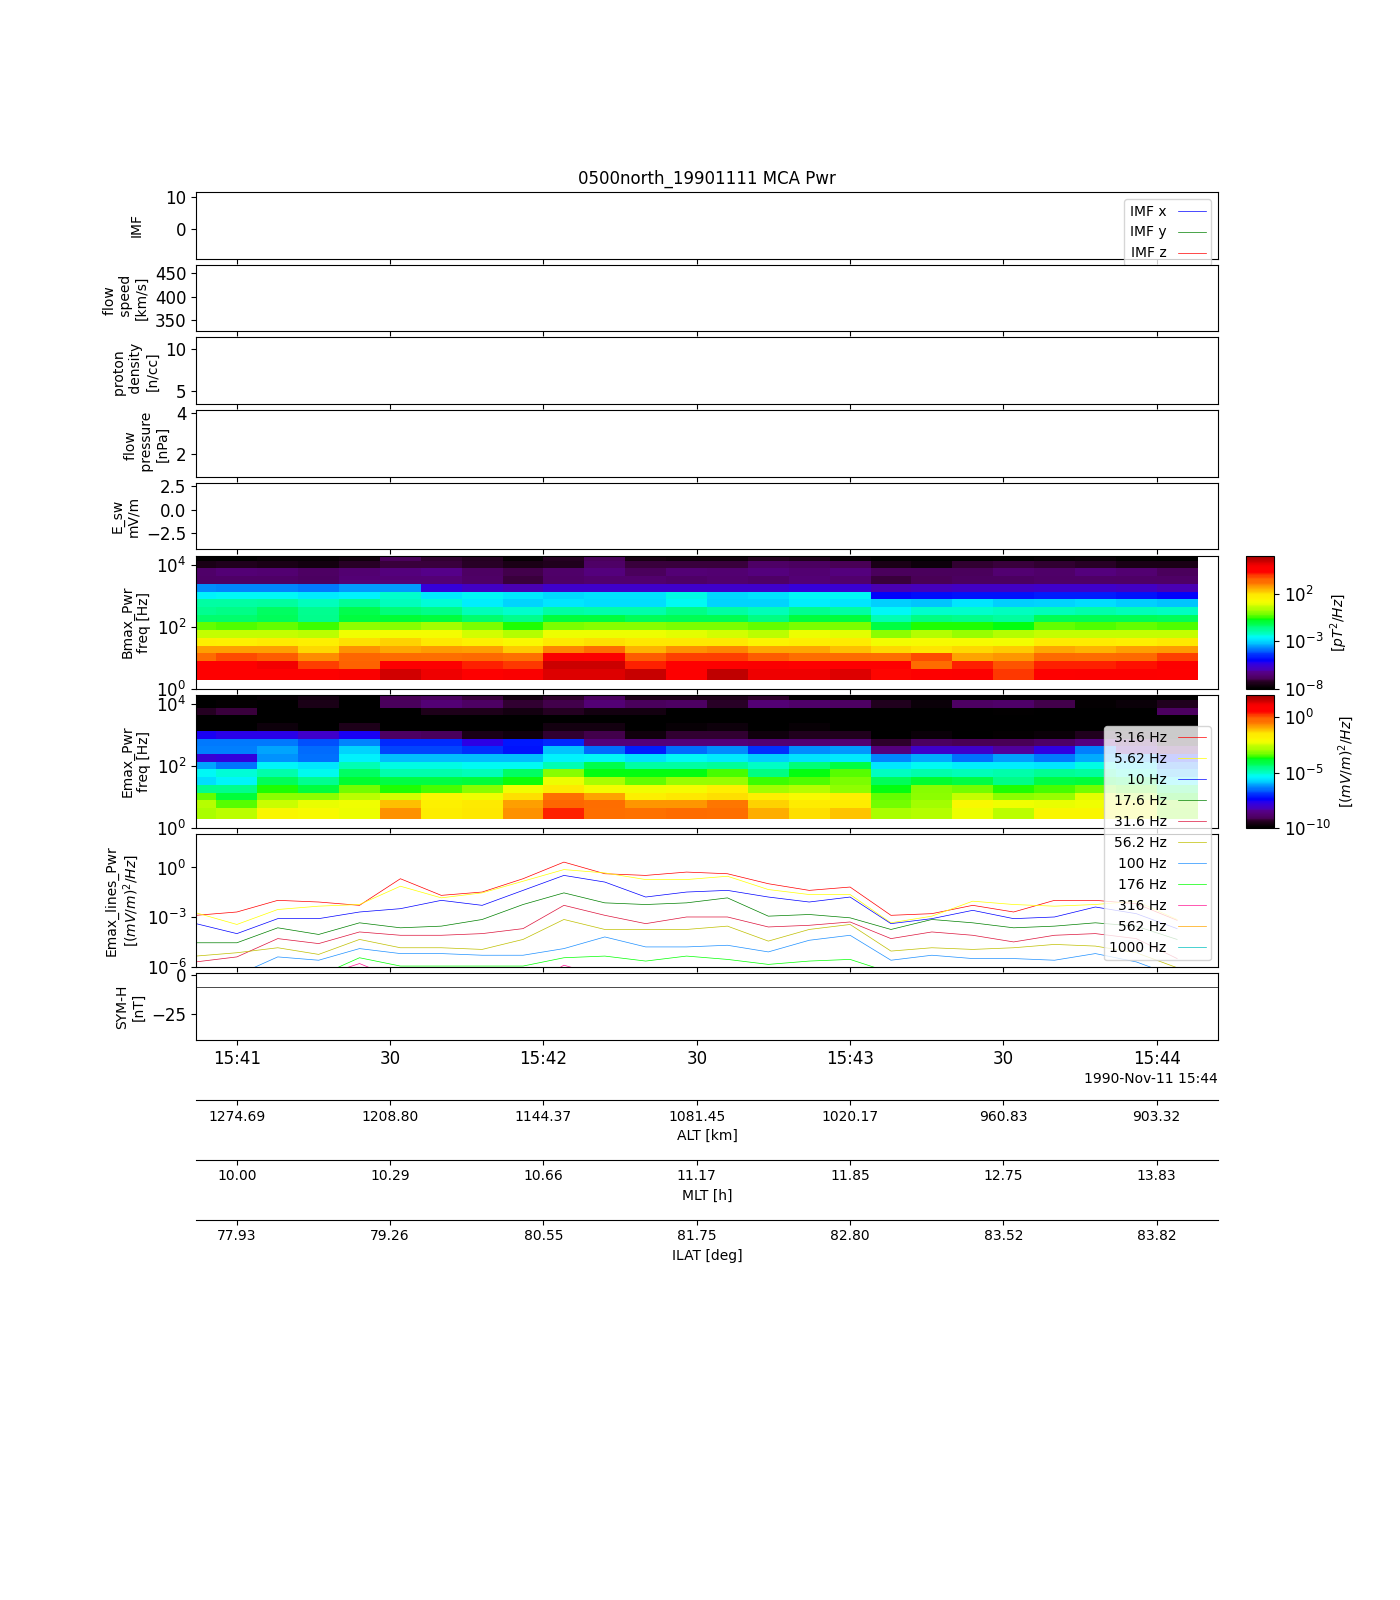 0500north_19901111 MCA Pwr
10
0
IMF
IMF x
IMF y
IMF z
450
400
350
flow
speed
[km/s]
10
5
proton
density
[n/cc]
4
2
flow
pressure
[nPa]
2.5
0.0
−2.5
E_sw
mV/m
10^4
10^2
10^0
Bmax_Pwr
freq [Hz]
10^2
10^−3
10^−8
[pT^2/Hz]
10^4
10^2
10^0
Emax_Pwr
freq [Hz]
10^0
10^−5
10^−10
[(mV/m)^2/Hz]
3.16 Hz
5.62 Hz
10 Hz
17.6 Hz
31.6 Hz
56.2 Hz
100 Hz
176 Hz
316 Hz
562 Hz
1000 Hz
10^0
10^−3
10^−6
Emax_lines_Pwr
[(mV/m)^2/Hz]
0
−25
SYM-H
[nT]
15:41 30 15:42 30 15:43 30 15:44
1990-Nov-11 15:44
1274.69 1208.80 1144.37 1081.45 1020.17 960.83 903.32
ALT [km]
10.00 10.29 10.66 11.17 11.85 12.75 13.83
MLT [h]
77.93 79.26 80.55 81.75 82.80 83.52 83.82
ILAT [deg]